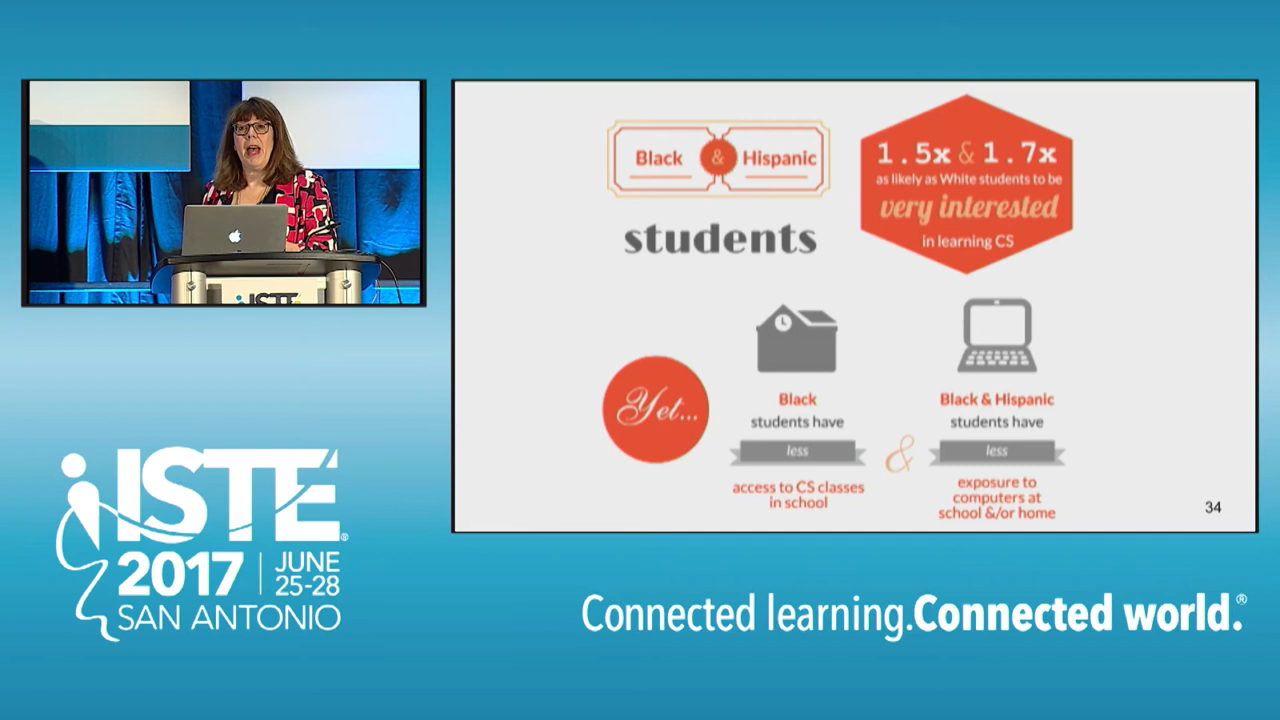 iSTE
Black & Hispanic
students
1.5x & 1.7x
as likely as White students to be
very interested
in learning CS
Yet...
Black
students have
less
access to CS classes
in school
&
Black & Hispanic
students have
less
exposure to
computers at
school &/or home
34
iSTE®
2017 | JUNE
25-28
SAN ANTONIO
Connected learning.Connected world.®